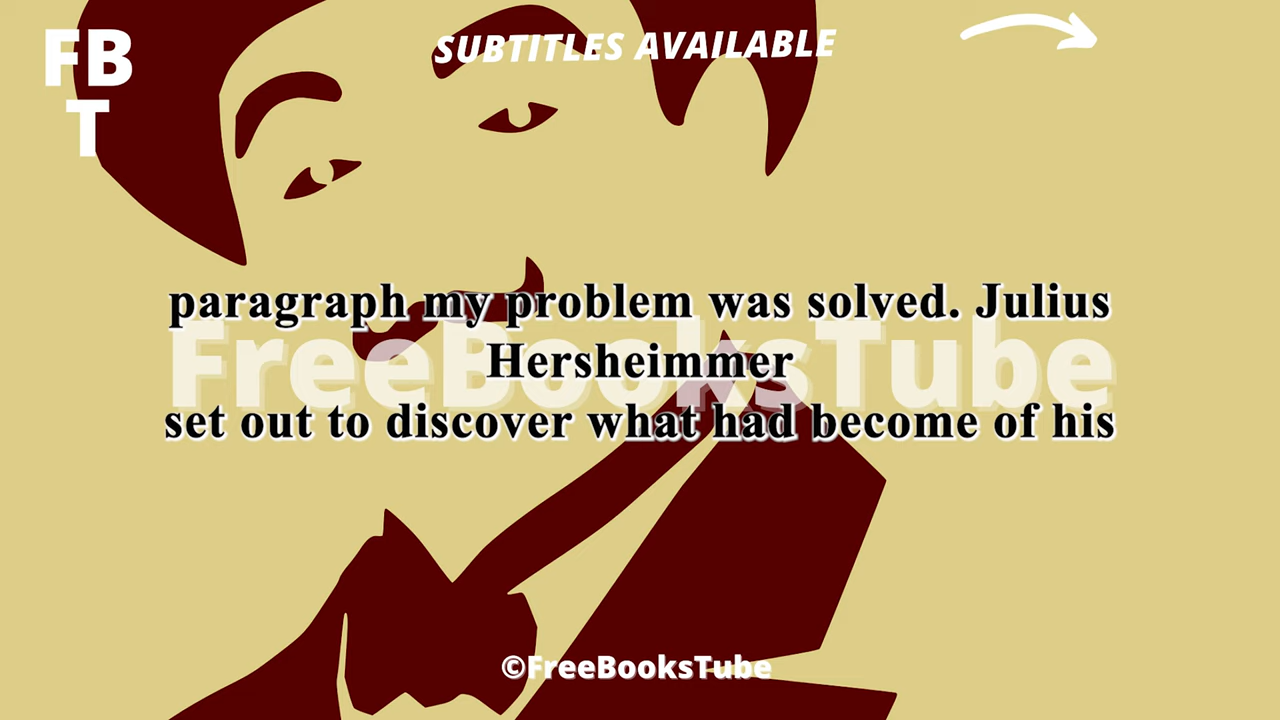 FB
T
SUBTITLES AVAILABLE
paragraph my problem was solved. Julius
Hersheimmer
set out to discover what had become of his
FreeBooksTube
©FreeBooksTube